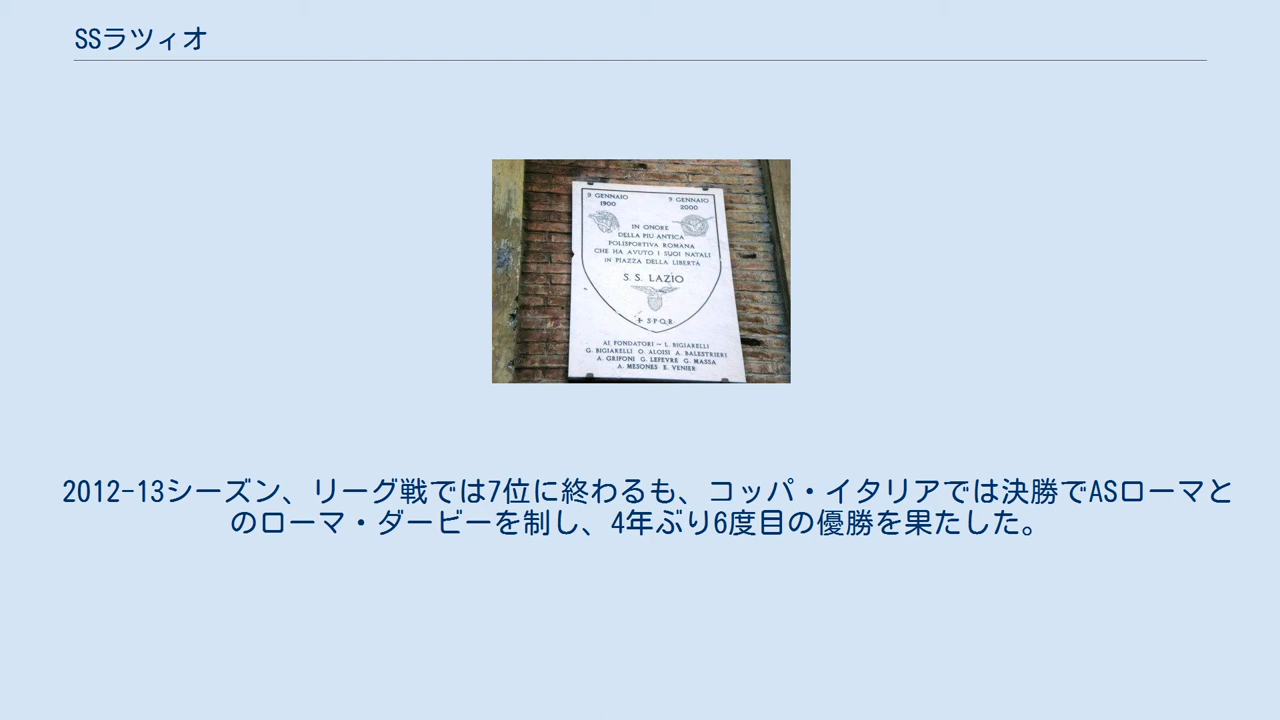 SSラツィオ
9 GENNAIO
1900
9 GENNAIO
2000
IN ONORE
DELLA PIÙ ANTICA
POLISPORTIVA ROMANA
CHE HA AVUTO I SUOI NATALI
IN PIAZZA DELLA LIBERTÀ
S. S. LAZIO
S.P.Q.R.
AI FONDATORI ~ L. BIGIARELLI
G. BIGIARELLI O. ALOISI A. BALESTRIERI
A. GRIFONI G. LEFEVRE G. MASSA
A. MESONES E. VENIER
2012-13シーズン、リーグ戦では7位に終わるも、コッパ・イタリアでは決勝でASローマと
のローマ・ダービーを制し、4年ぶり6度目の優勝を果たした。